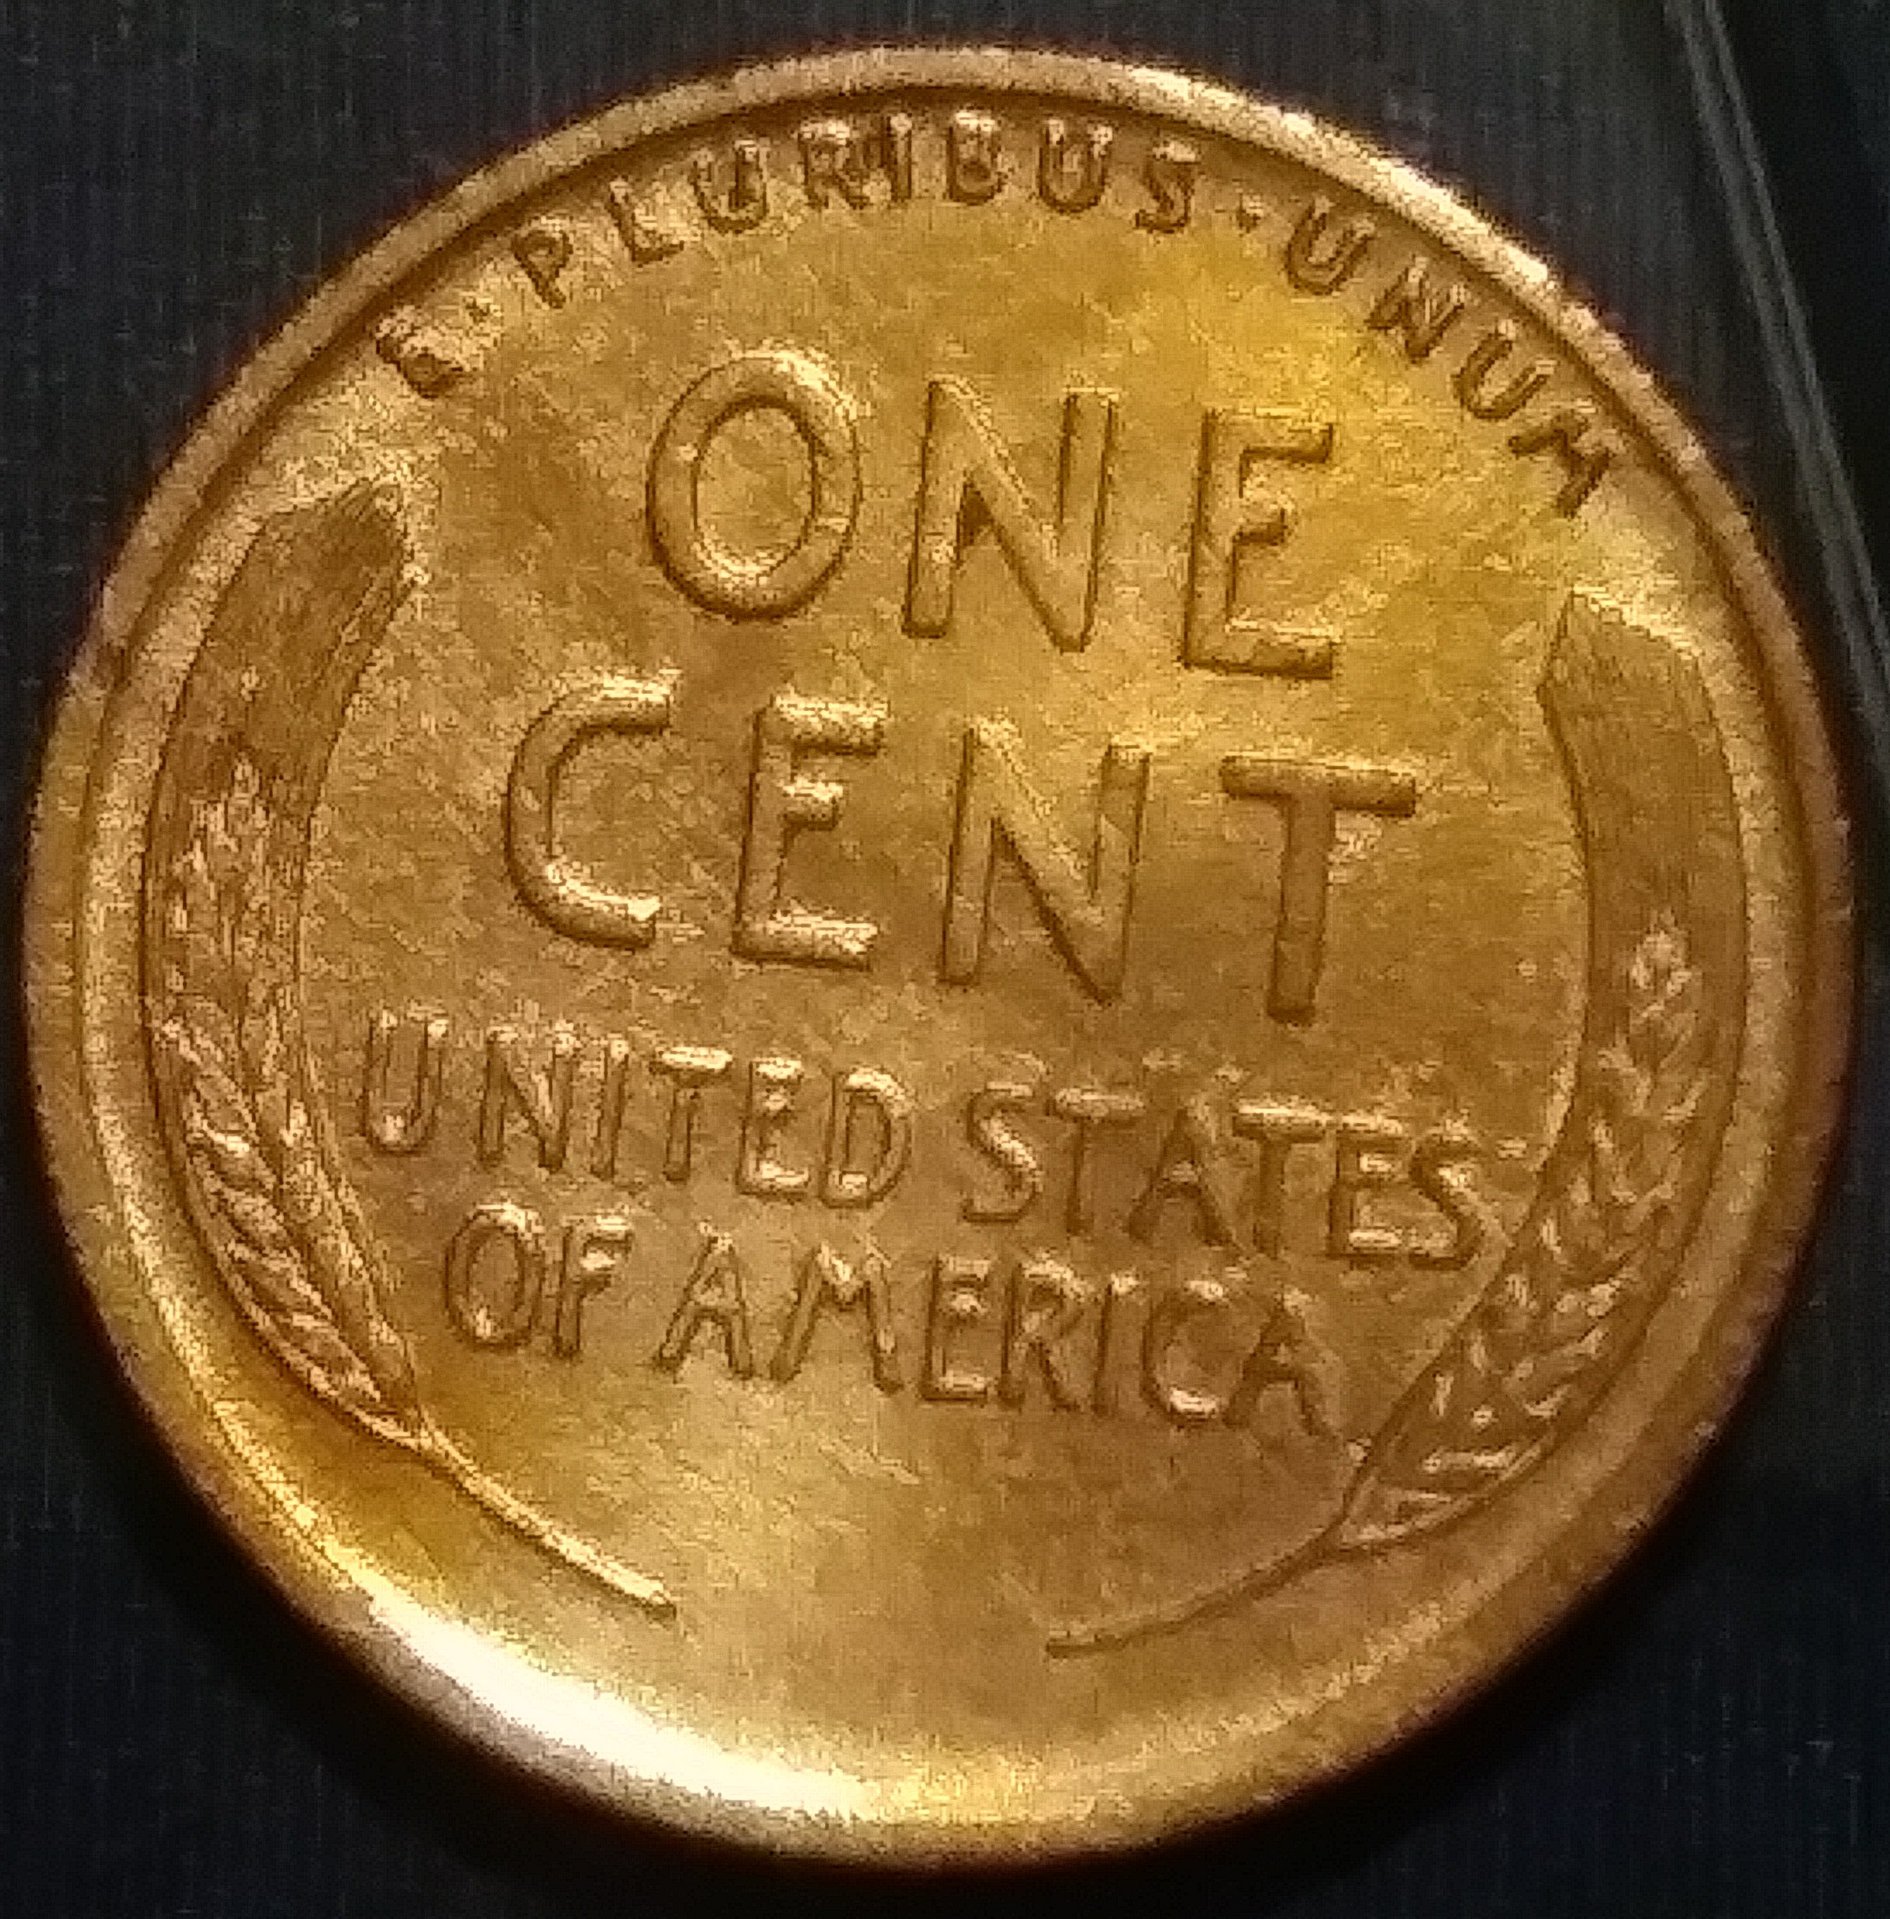 E·PLURIBUS·UNUM
ONE
CENT
UNITED STATES
OF AMERICA